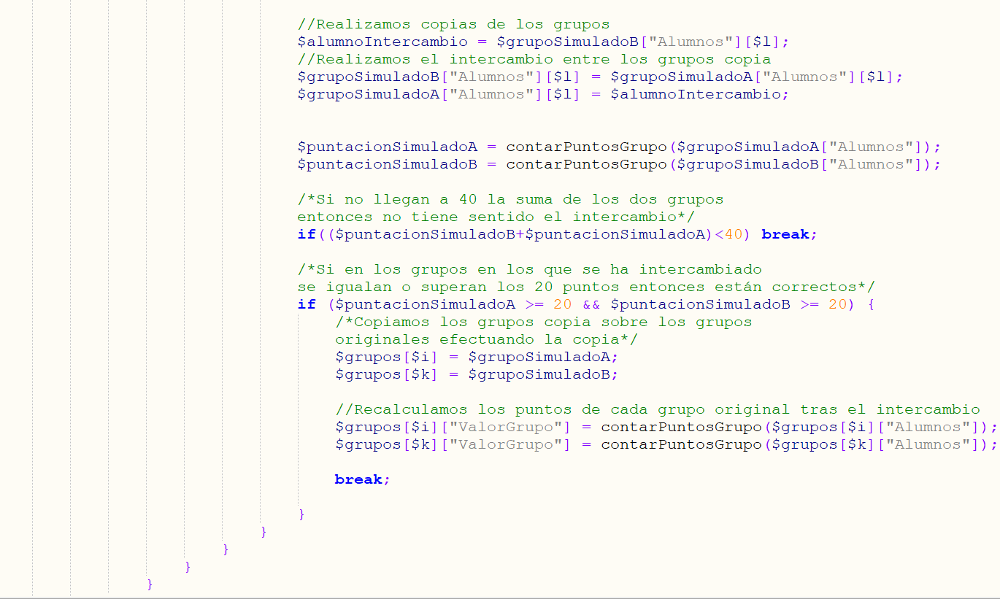 //Realizamos copias de los grupos
$alumnoIntercambio = $grupoSimuladoB["Alumnos"][$l];
//Realizamos el intercambio entre los grupos copia
$grupoSimuladoB["Alumnos"][$l] = $grupoSimuladoA["Alumnos"][$l];
$grupoSimuladoA["Alumnos"][$l] = $alumnoIntercambio;
$puntacionSimuladoA = contarPuntosGrupo($grupoSimuladoA["Alumnos"]);
$puntacionSimuladoB = contarPuntosGrupo($grupoSimuladoB["Alumnos"]);
/*Si no llegan a 40 la suma de los dos grupos
entonces no tiene sentido el intercambio*/
if(($puntacionSimuladoB+$puntacionSimuladoA)<40) break;
/*Si en los grupos en los que se ha intercambiado
se igualan o superan los 20 puntos entonces están correctos*/
if ($puntacionSimuladoA >= 20 && $puntacionSimuladoB >= 20) {
/*Copiamos los grupos copia sobre los grupos
originales efectuando la copia*/
$grupos[$i] = $grupoSimuladoA;
$grupos[$k] = $grupoSimuladoB;
//Recalculamos los puntos de cada grupo original tras el intercambio
$grupos[$i]["ValorGrupo"] = contarPuntosGrupo($grupos[$i]["Alumnos"]);
$grupos[$k]["ValorGrupo"] = contarPuntosGrupo($grupos[$k]["Alumnos"]);
break;
}
}
}
}
}